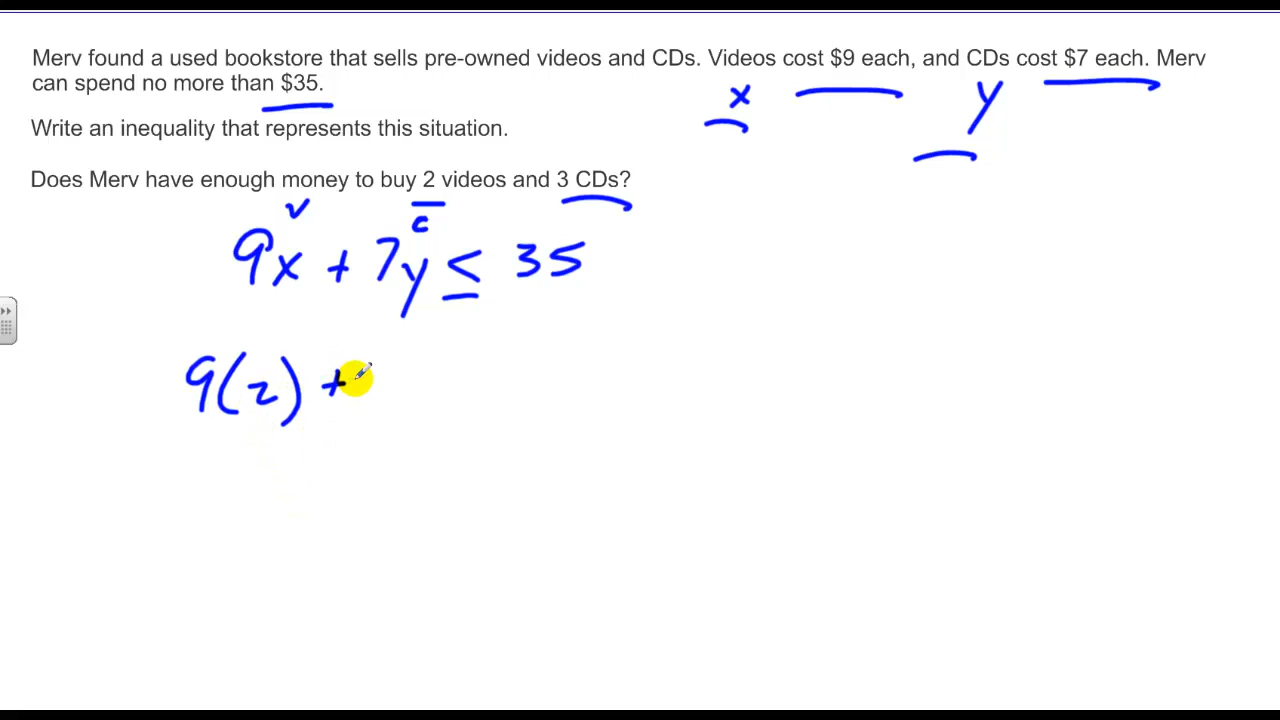 Merv found a used bookstore that sells pre-owned videos and CDs. Videos cost $9 each, and CDs cost $7 each. Merv
can spend no more than $35.
x y
Write an inequality that represents this situation.
Does Merv have enough money to buy 2 videos and 3 CDs?
v c
9x + 7y ≤ 35
9(2) +